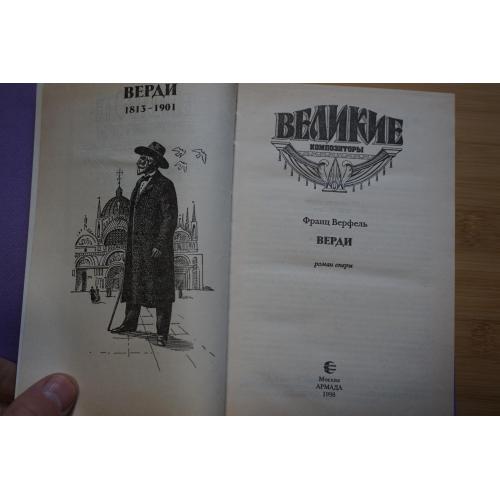 ВЕРДИ
1813–1901
ВЕЛИКИЕ
КОМПОЗИТОРЫ
Франц Верфель
ВЕРДИ
роман оперы
Москва
АРМАДА
1998